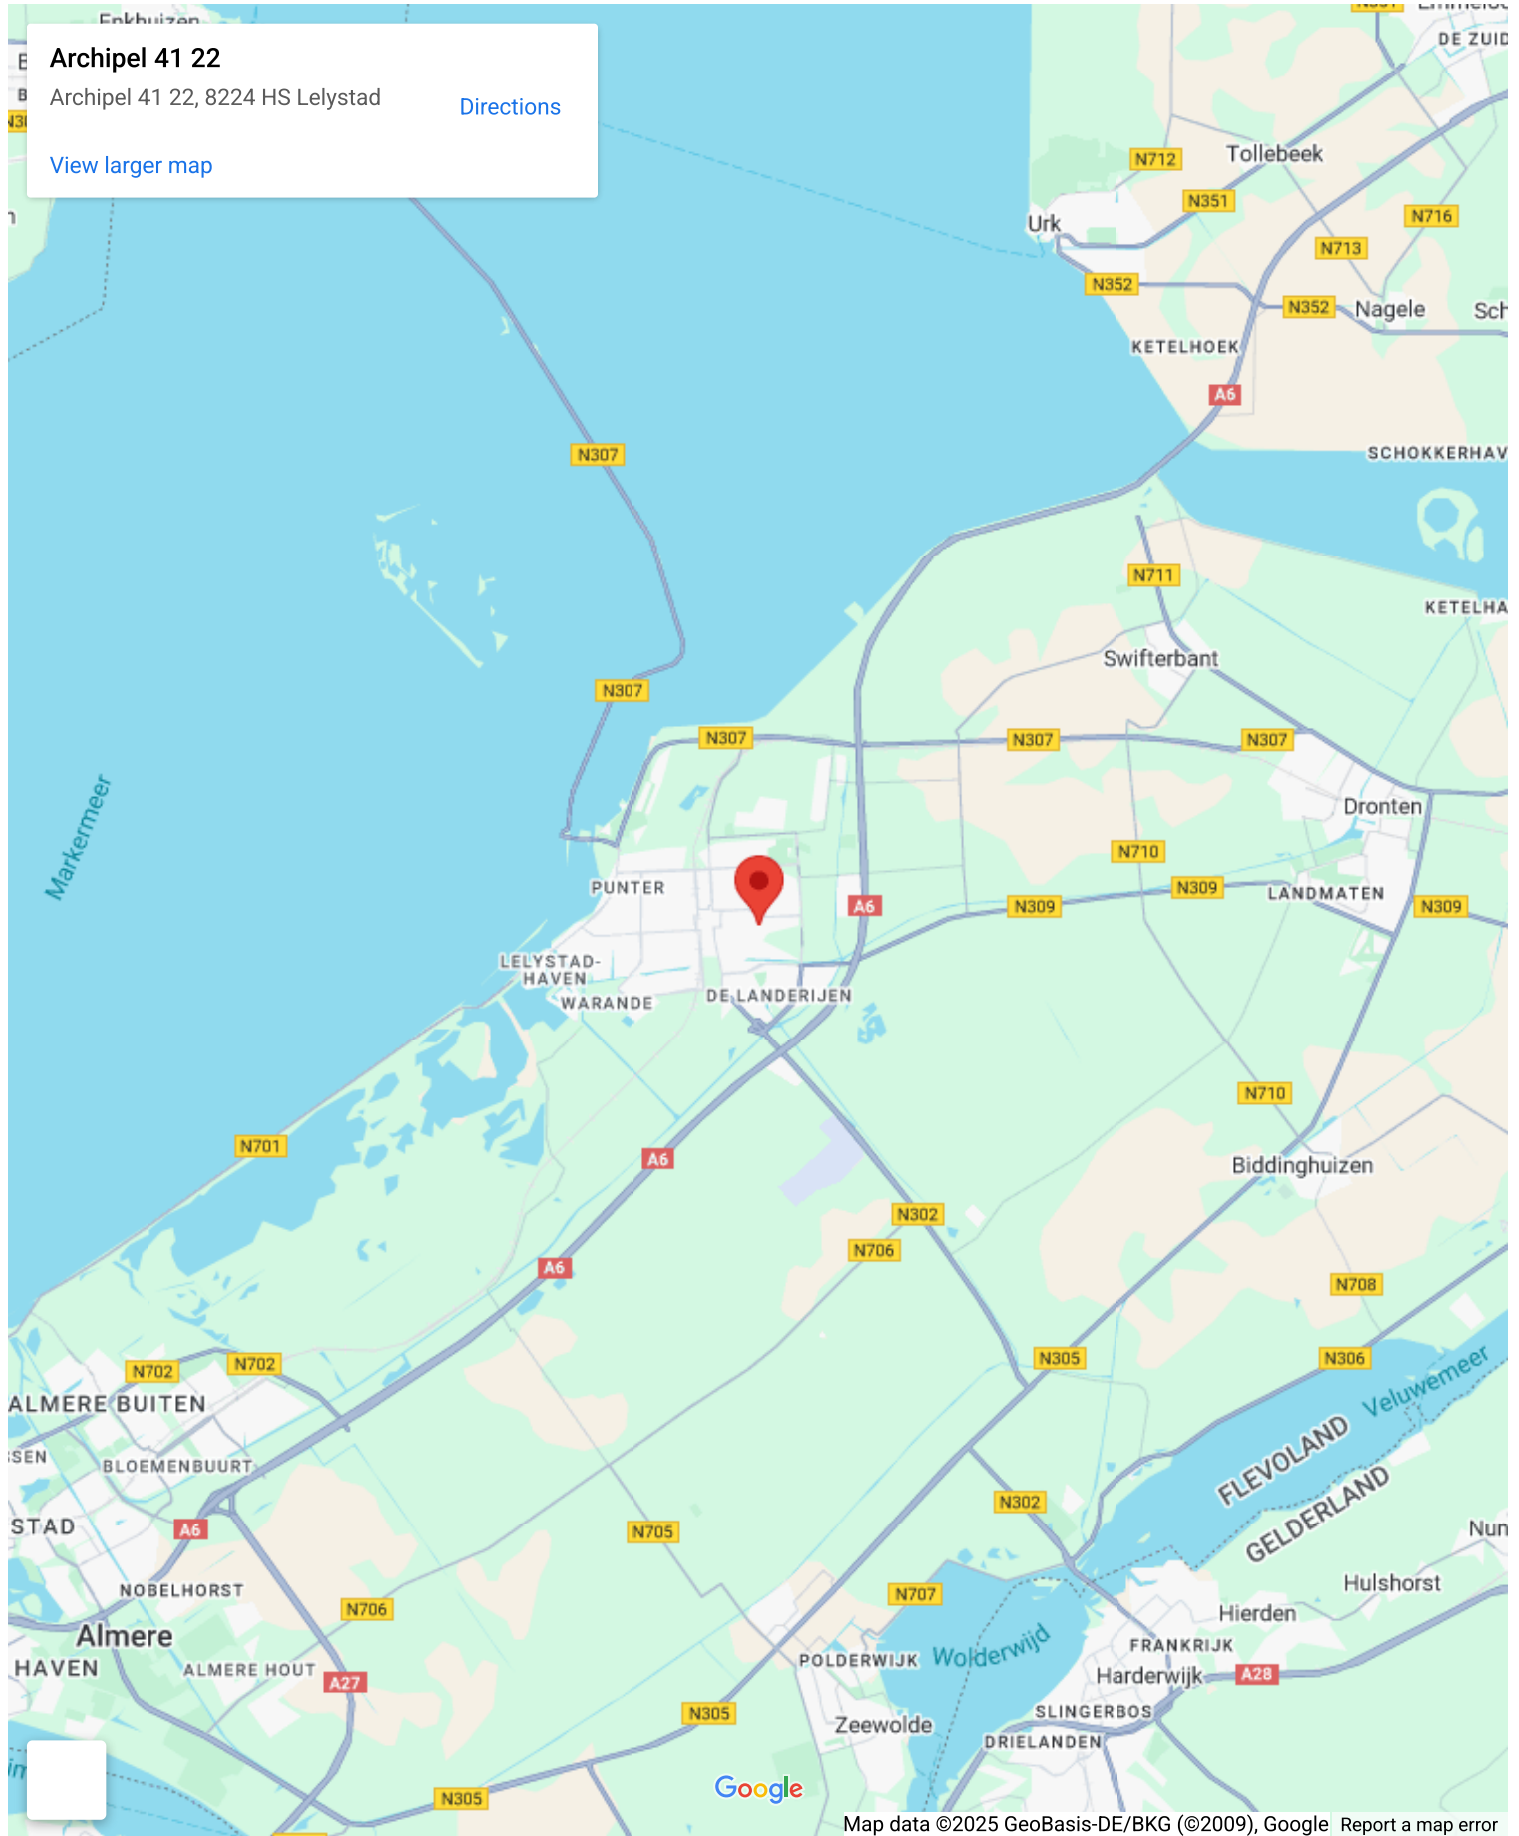 Enkhuizen
Archipel 41 22
Archipel 41 22, 8224 HS Lelystad
Directions
View larger map
DE ZUID
N712
Tollebeek
N351
N716
Urk
N713
N352
N352
Nagele
Sch
KETELHOEK
A6
N307
SCHOKKERHAV
N711
KETELHA
Swifterbant
N307
N307
N307
N307
Markermeer
Dronten
N710
PUNTER
N309
LANDMATEN
A6
N309
N309
LELYSTAD-
HAVEN
WARANDE
DE LANDERIJEN
N710
N701
A6
Biddinghuizen
N302
N706
A6
N708
N702
N702
N305
N306
Veluwemeer
ALMERE BUITEN
FLEVOLAND
SSEN
BLOEMENBUURT
GELDERLAND
N302
STAD
A6
N705
Nun
NOBELHORST
N707
Hulshorst
N706
Hierden
Almere
Wolderwijd
FRANKRIJK
HAVEN
ALMERE HOUT
POLDERWIJK
Harderwijk
A28
A27
N305
SLINGERBOS
Zeewolde
DRIELANDEN
im
N305
Google
Map data ©2025 GeoBasis-DE/BKG (©2009), Google
Report a map error